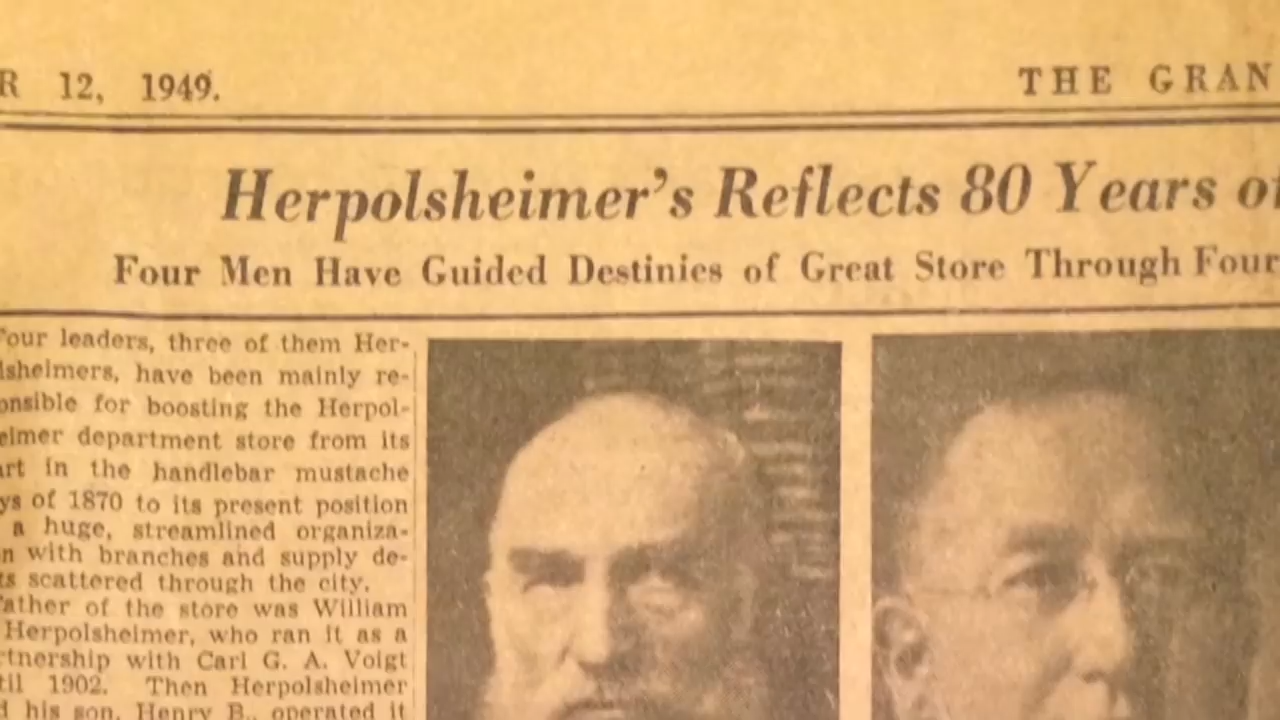 R 12, 1949.
THE GRAN
Herpolsheimer's Reflects 80 Years of
Four Men Have Guided Destinies of Great Store Through Four
Four leaders, three of them Her-
lsheimers, have been mainly re-
onsible for boosting the Herpol-
eimer department store from its
art in the handlebar mustache
ys of 1870 to its present position
a huge, streamlined organiza-
n with branches and supply de-
ts scattered through the city.
Father of the store was William
Herpolsheimer, who ran it as a
rtnership with Carl G. A. Voigt
til 1902. Then Herpolsheimer
d his son, Henry B., operated it